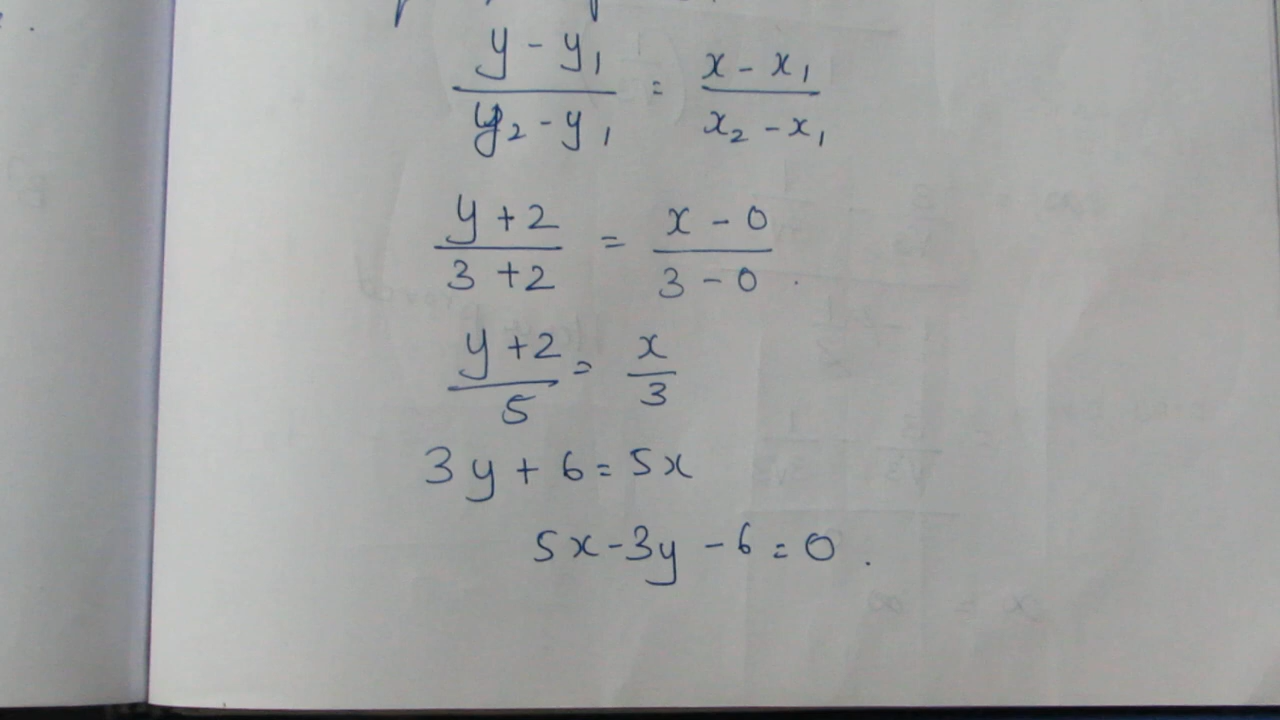 y - y₁ / y₂ - y₁ = x - x₁ / x₂ - x₁
y + 2 / 3 + 2 = x - 0 / 3 - 0 .
y + 2 / 5 = x / 3
3y + 6 = 5x
5x - 3y - 6 = 0 .